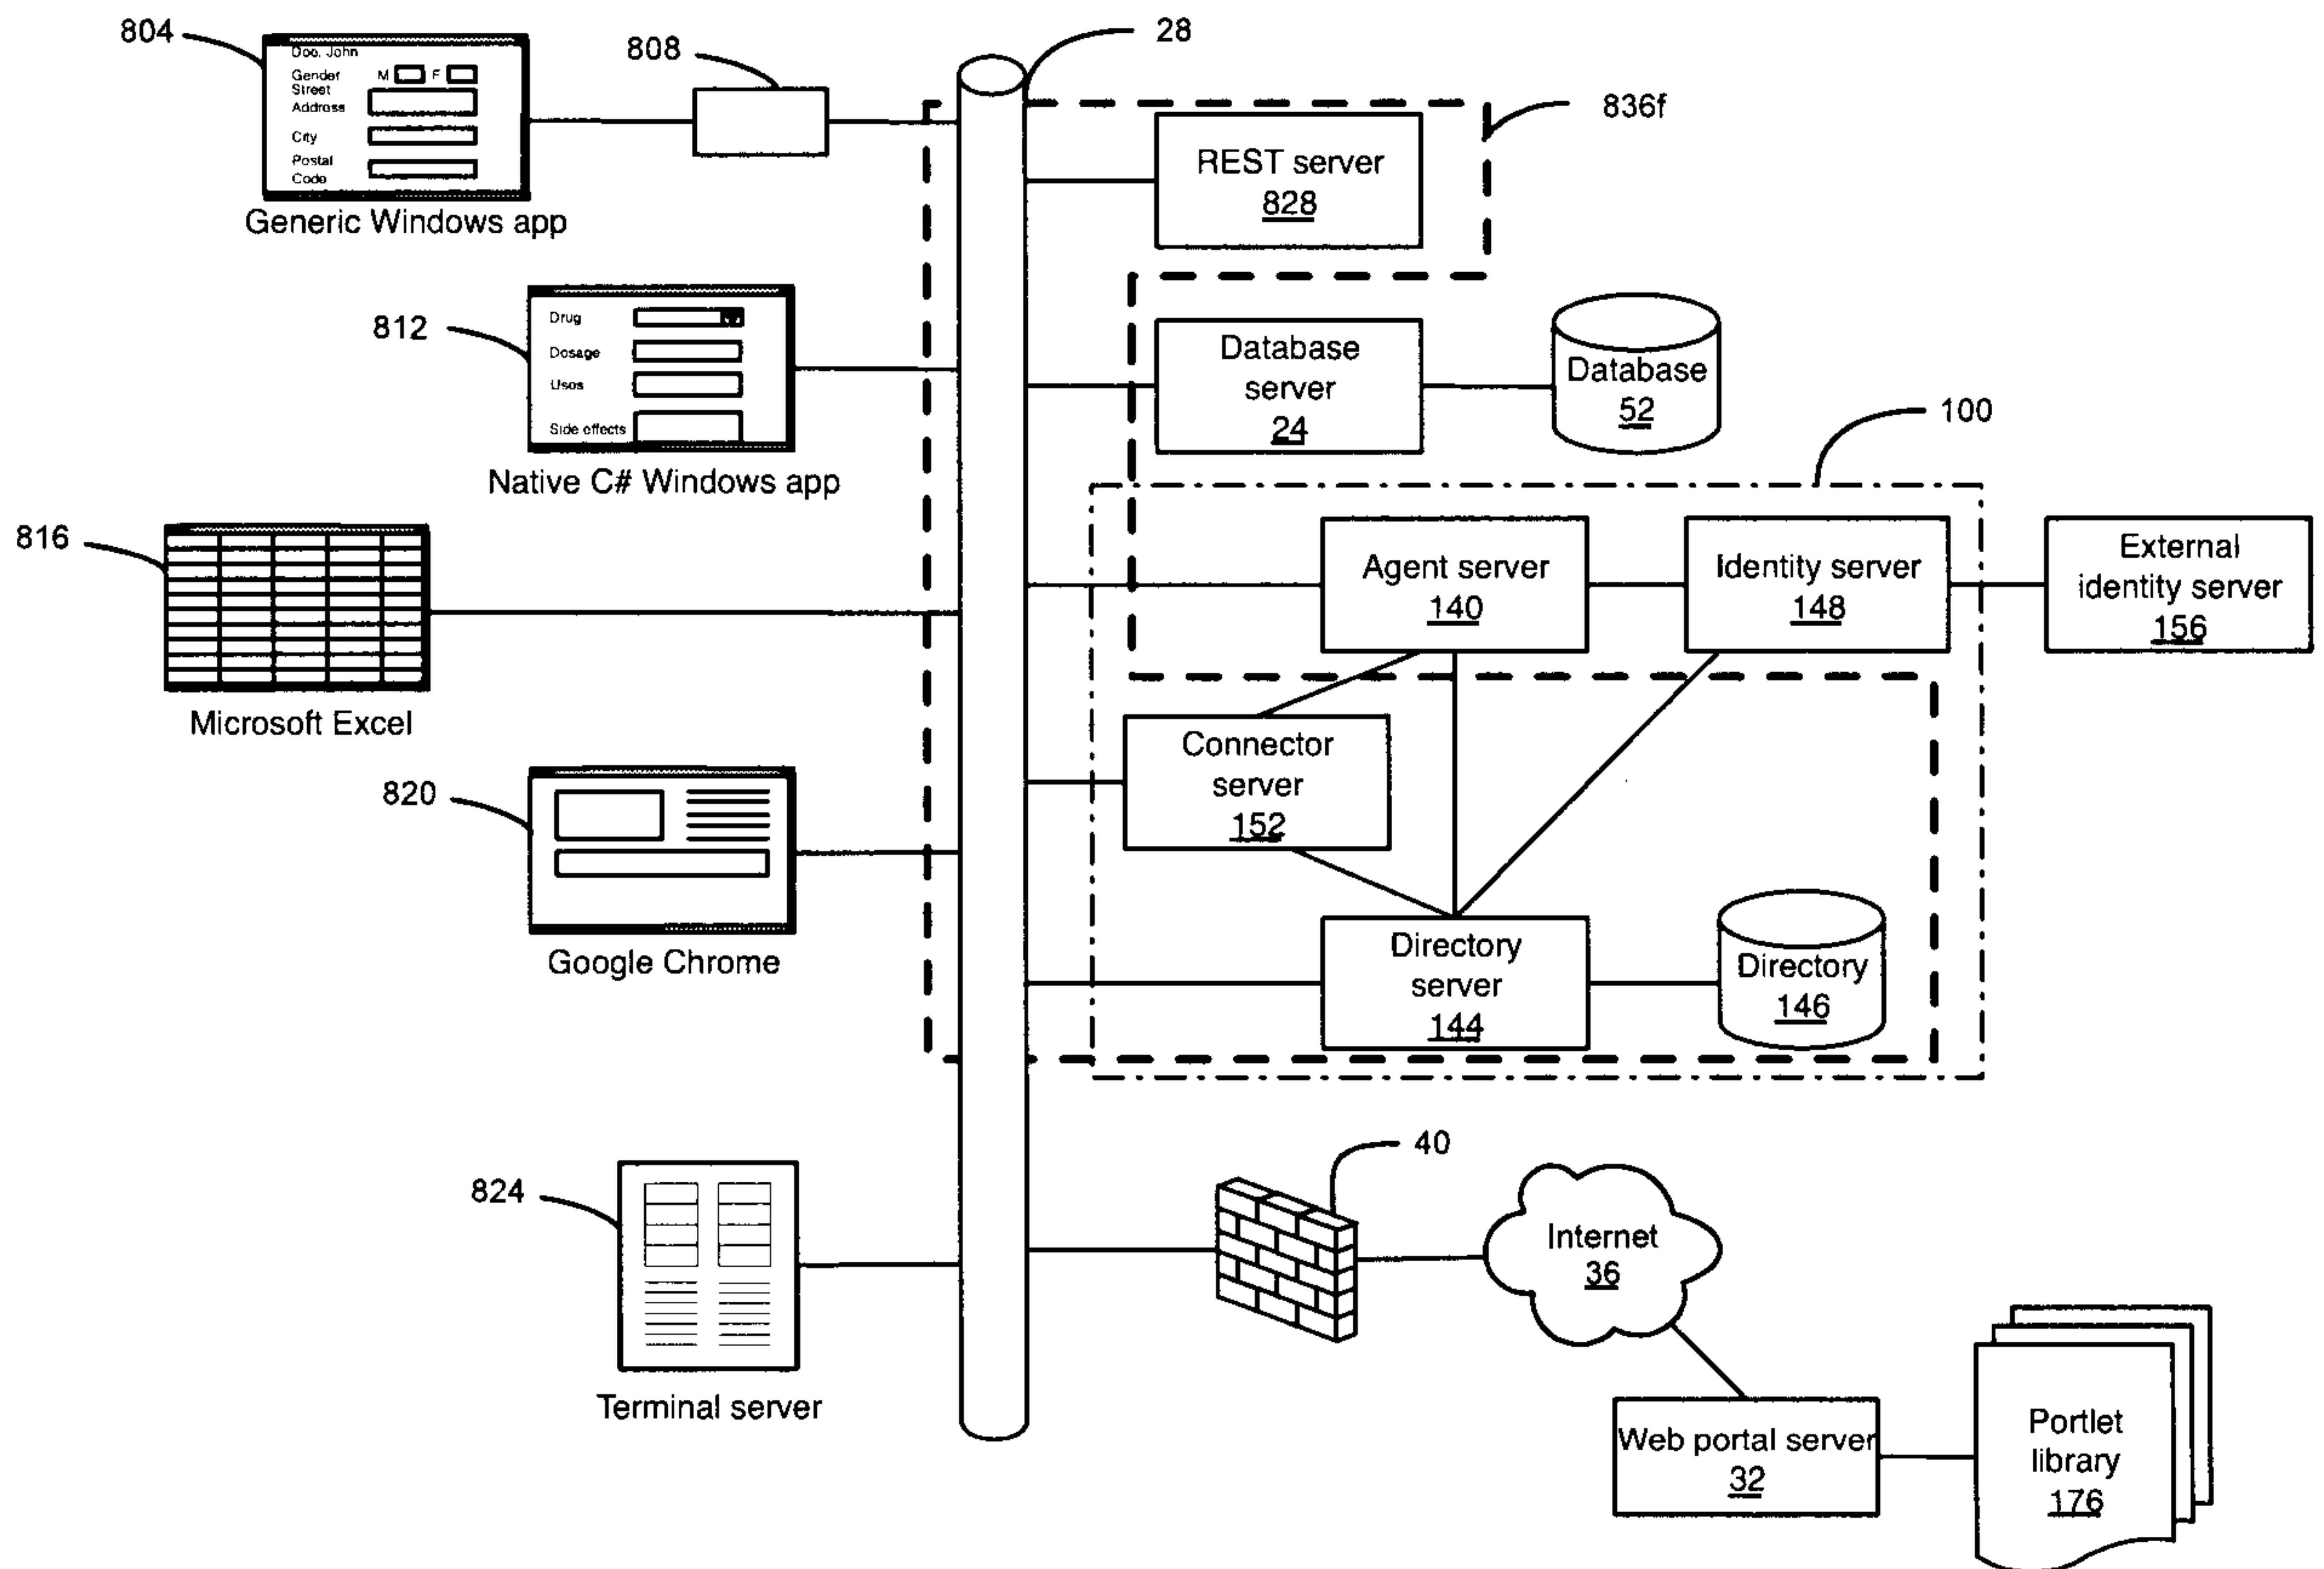 804
Doo, John
Gender M F
Street
Address
City
Postal
Code
Generic Windows app
808
28
836f
REST server
828
812
Drug
Dosage
Uses
Side effects
Native C# Windows app
Database
server
24
Database
52
100
816
Microsoft Excel
Agent server
140
Identity server
148
External
identity server
156
Connector
server
152
820
Google Chrome
Directory
server
144
Directory
146
824
Terminal server
40
Internet
36
Web portal server
32
Portlet
library
176